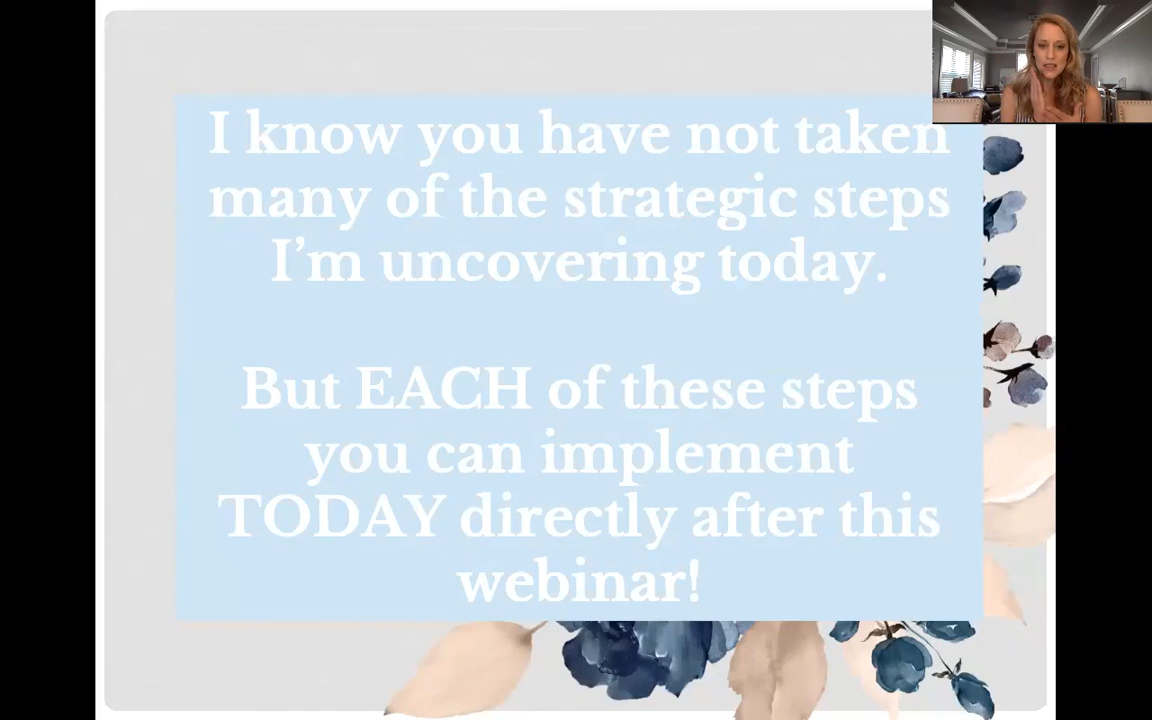 I know you have not taken
many of the strategic steps
I’m uncovering today.
But EACH of these steps
you can implement
TODAY directly after this
webinar!